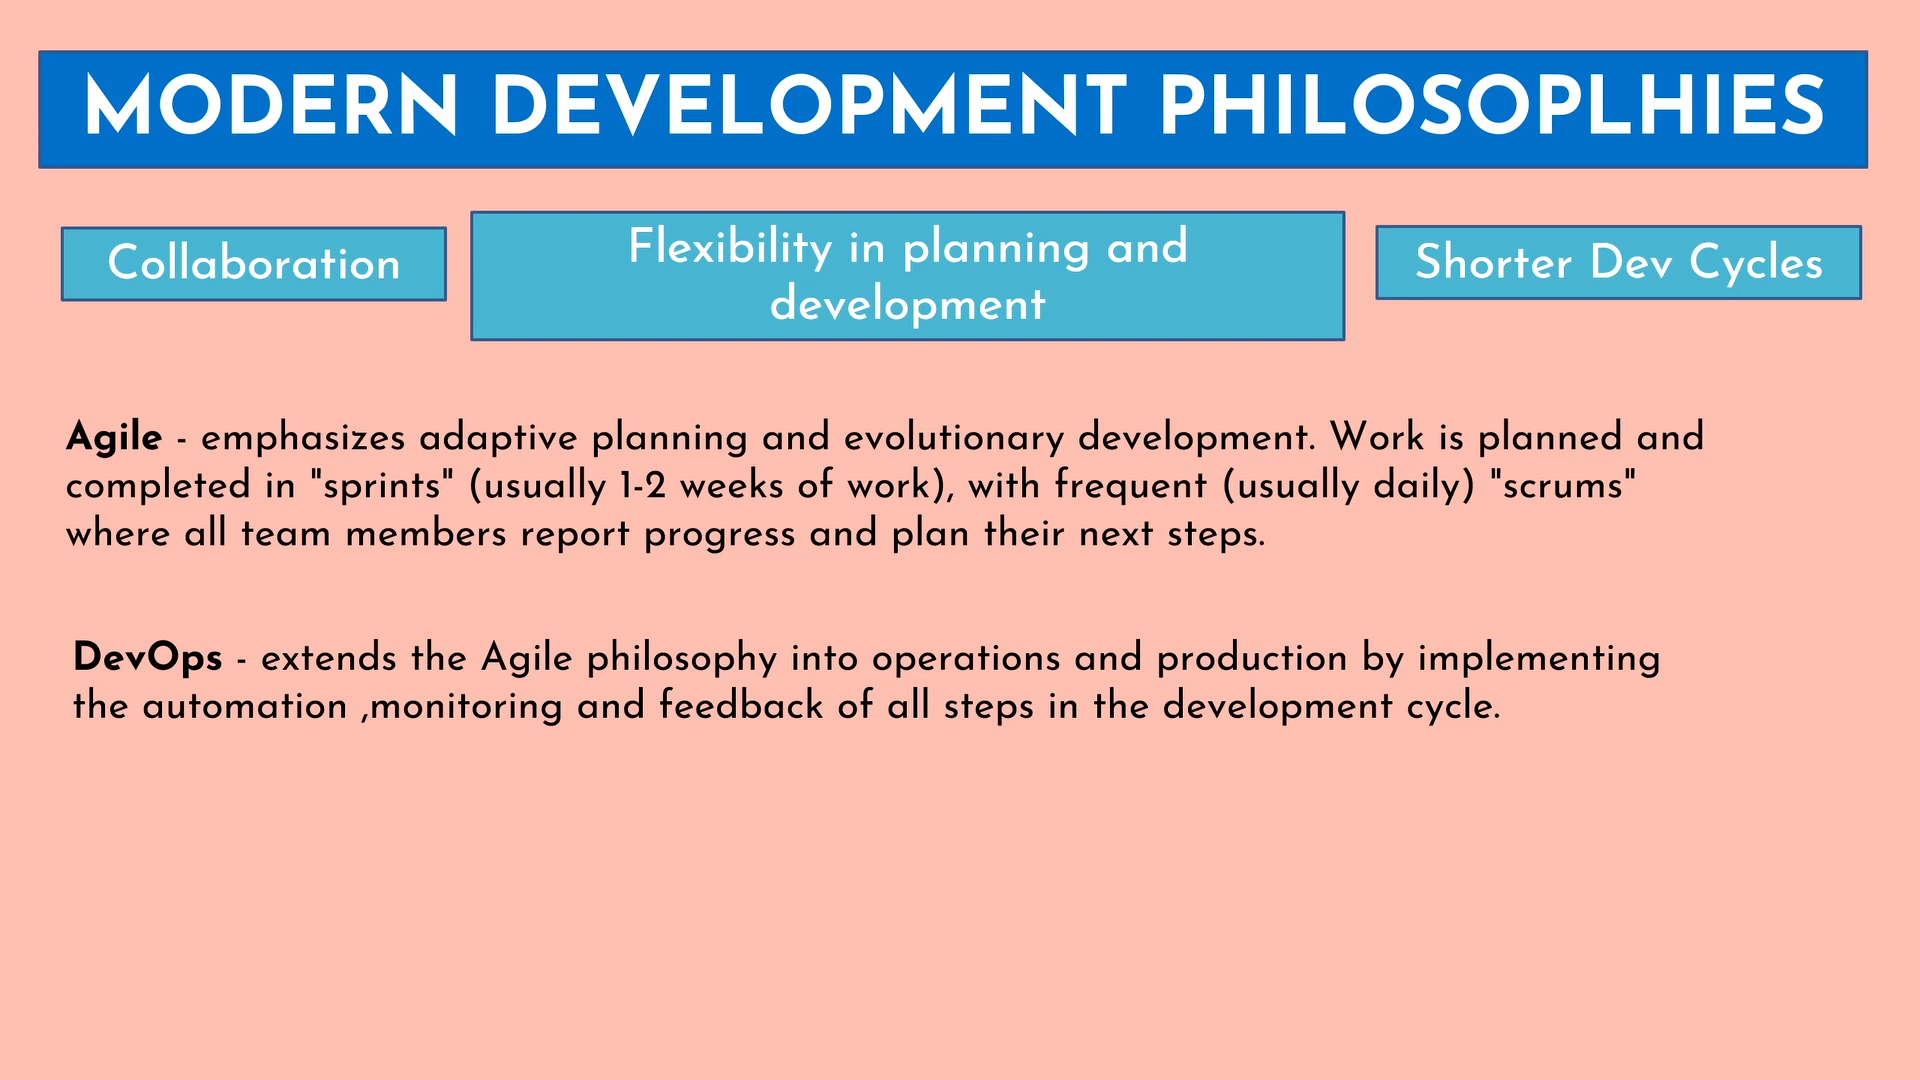 MODERN DEVELOPMENT PHILOSOPLHIES
Collaboration
Flexibility in planning and
development
Shorter Dev Cycles
Agile - emphasizes adaptive planning and evolutionary development. Work is planned and
completed in "sprints" (usually 1-2 weeks of work), with frequent (usually daily) "scrums"
where all team members report progress and plan their next steps.
DevOps - extends the Agile philosophy into operations and production by implementing
the automation ,monitoring and feedback of all steps in the development cycle.